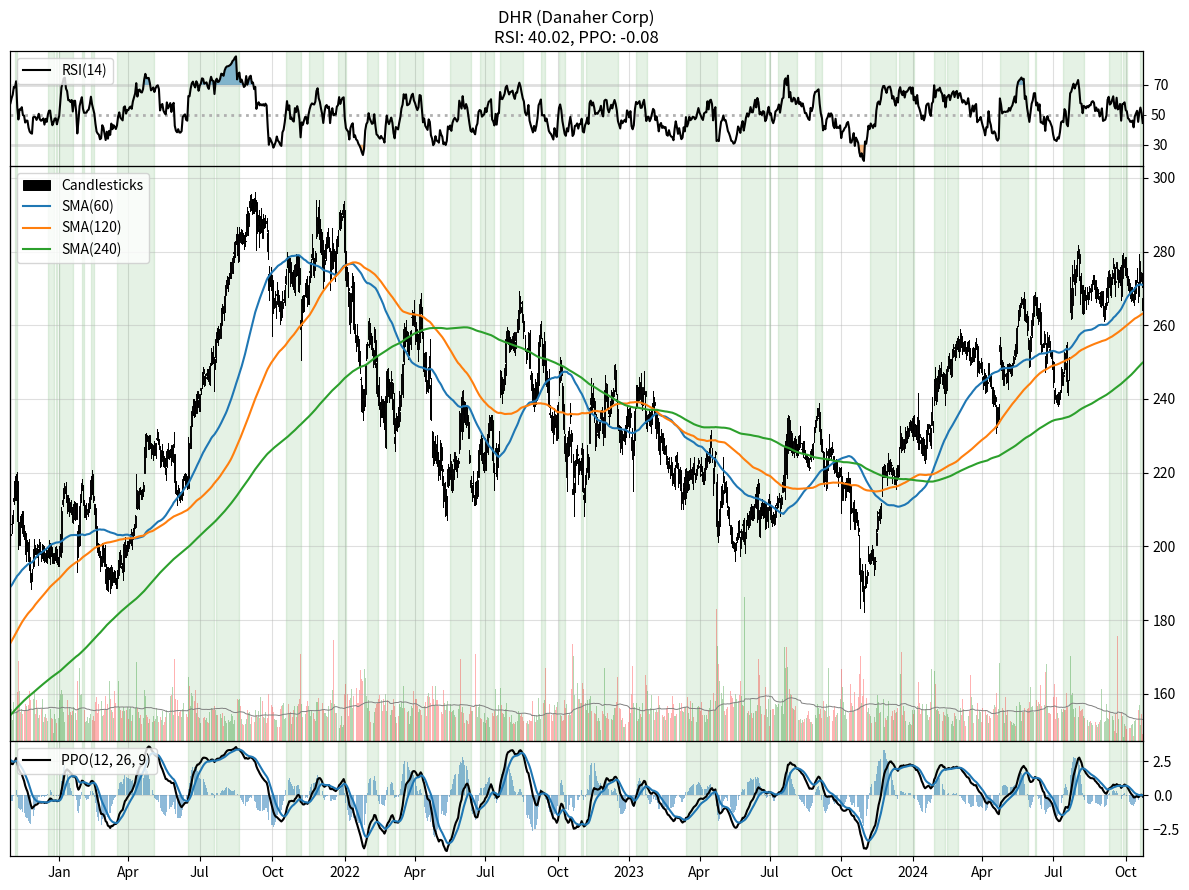 DHR (Danaher Corp)
RSI: 40.02, PPO: -0.08
RSI(14)
70
50
30
Candlesticks
SMA(60)
SMA(120)
SMA(240)
300
280
260
240
220
200
180
160
PPO(12, 26, 9)
2.5
0.0
−2.5
Jan Apr Jul Oct 2022 Apr Jul Oct 2023 Apr Jul Oct 2024 Apr Jul Oct